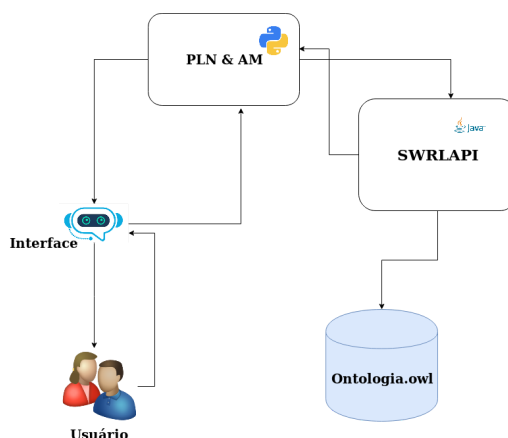 PLN & AM
Java
SWRLAPI
Interface
Ontologia.owl
Usuário